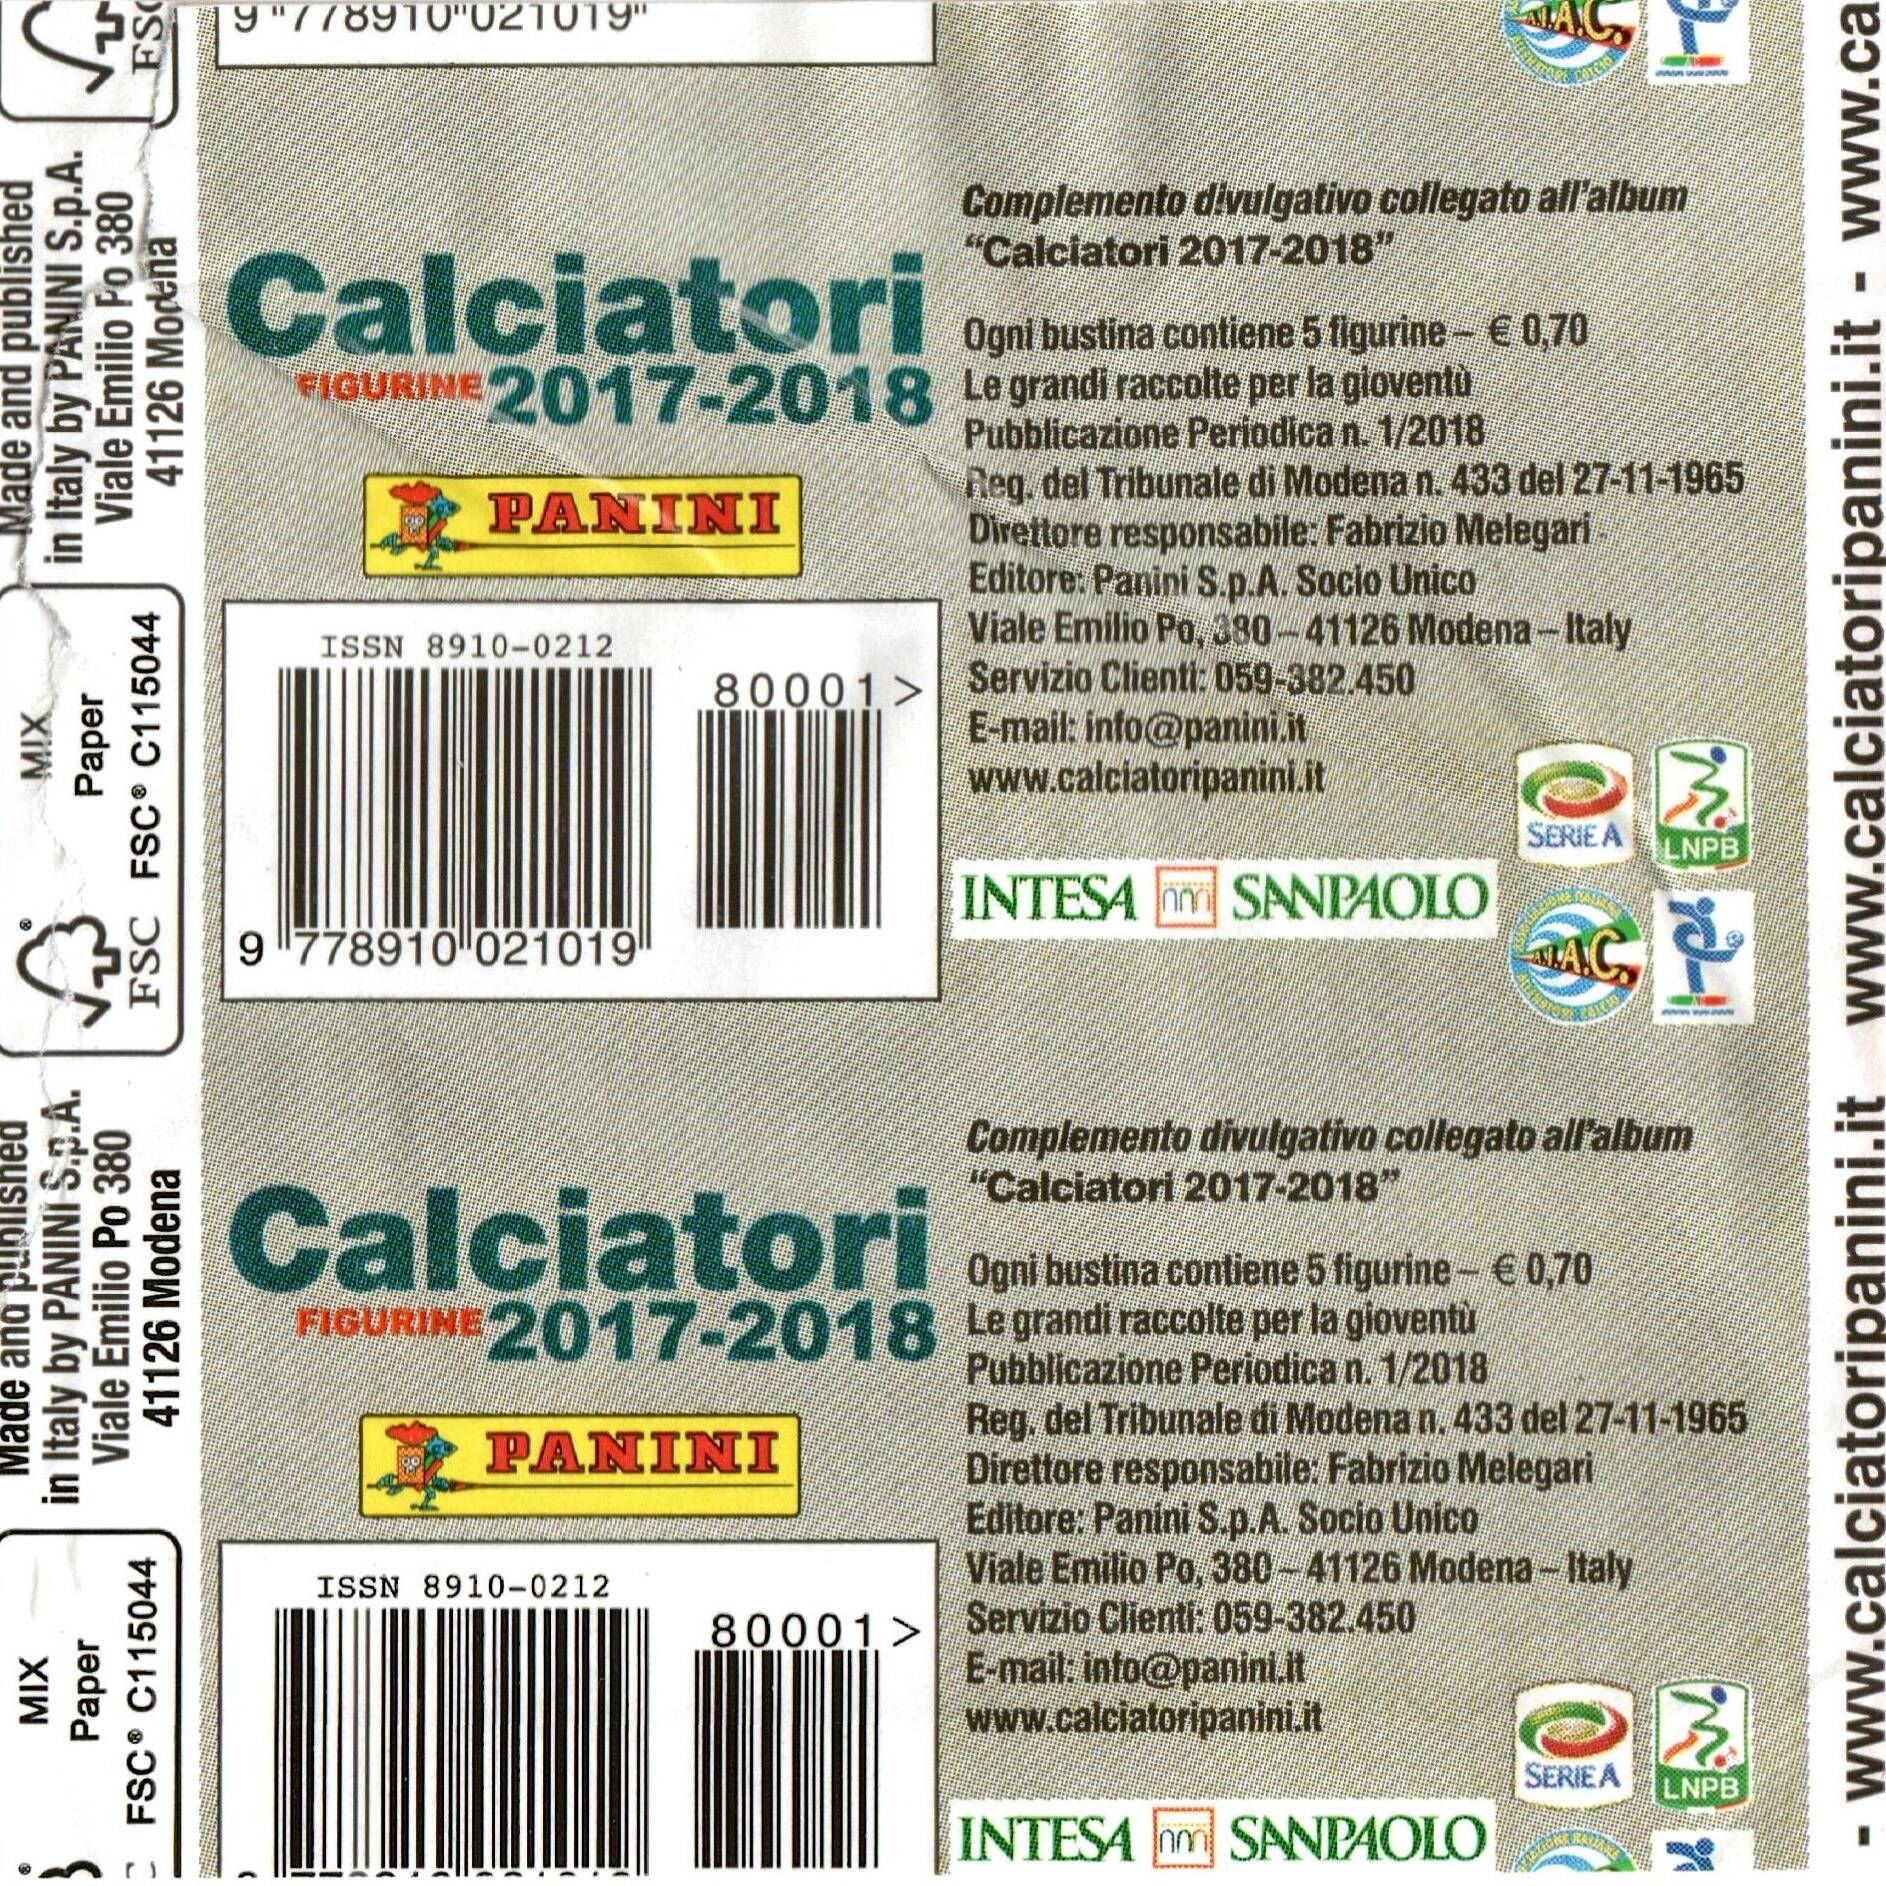 9 "778910"021019"
A.I.A.C.
FSC
Made and published
in Italy by PANINI S.p.A.
Viale Emilio Po 380
41126 Modena
Calciatori
FIGURINE 2017-2018
PANINI
ISSN 8910-0212
80001 >
9 778910 021019
Complemento divulgativo collegato all'album
“Calciatori 2017-2018”
Ogni bustina contiene 5 figurine – € 0,70
Le grandi raccolte per la gioventù
Pubblicazione Periodica n. 1/2018
Reg. del Tribunale di Modena n. 433 del 27-11-1965
Direttore responsabile: Fabrizio Melegari
Editore: Panini S.p.A. Socio Unico
Viale Emilio Po, 380 – 41126 Modena – Italy
Servizio Clienti: 059-382.450
E-mail: info@panini.it
www.calciatoripanini.it
SERIE A
LNPB
INTESA SANPAOLO
A.I.A.C.
MIX
Paper
FSC® C115044
FSC
Made and published
in Italy by PANINI S.p.A.
Viale Emilio Po 380
41126 Modena
Calciatori
FIGURINE 2017-2018
PANINI
ISSN 8910-0212
80001 >
Complemento divulgativo collegato all'album
“Calciatori 2017-2018”
Ogni bustina contiene 5 figurine – € 0,70
Le grandi raccolte per la gioventù
Pubblicazione Periodica n. 1/2018
Reg. del Tribunale di Modena n. 433 del 27-11-1965
Direttore responsabile: Fabrizio Melegari
Editore: Panini S.p.A. Socio Unico
Viale Emilio Po, 380 – 41126 Modena – Italy
Servizio Clienti: 059-382.450
E-mail: info@panini.it
www.calciatoripanini.it
SERIE A
LNPB
INTESA SANPAOLO
MIX
Paper
FSC® C115044
- www.calciatoripanini.it www.calciatoripanini.it - www.ca